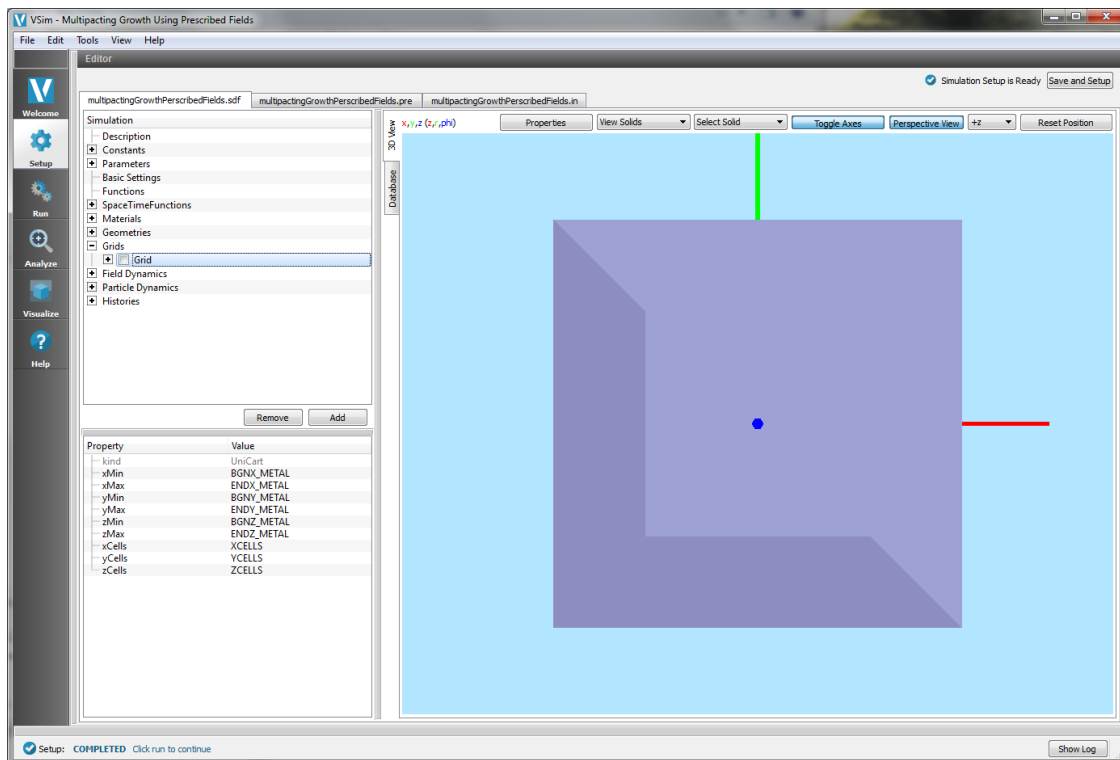 VSim - Multipacting Growth Using Prescribed Fields
File Edit Tools View Help
Editor
Simulation Setup is Ready Save and Setup
multipactingGrowthPerscribedFields.sdf multipactingGrowthPerscribedFields.pre multipactingGrowthPerscribedFields.in
Welcome
Setup
Run
Analyze
Visualize
Help
Simulation
Description
Constants
Parameters
Basic Settings
Functions
SpaceTimeFunctions
Materials
Geometries
Grids
Grid
Field Dynamics
Particle Dynamics
Histories
Remove Add
Property Value
kind UniCart
xMin BGNX_METAL
xMax ENDX_METAL
yMin BGNY_METAL
yMax ENDY_METAL
zMin BGNZ_METAL
zMax ENDZ_METAL
xCells XCELLS
yCells YCELLS
zCells ZCELLS
3D View
Database
x,y,z (z,r,phi) Properties View Solids Select Solid Toggle Axes Perspective View +z Reset Position
Setup: COMPLETED Click run to continue Show Log